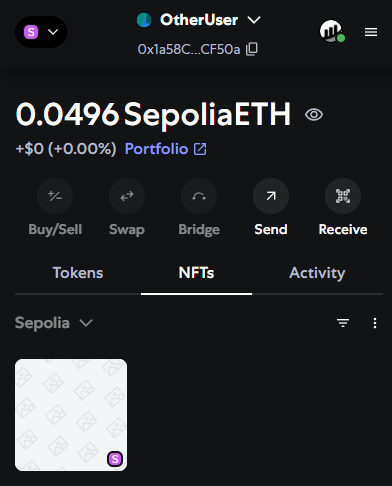 S
OtherUser
0x1a58C...CF50a
0.0496 SepoliaETH
+$0 (+0.00%) Portfolio
Buy/Sell Swap Bridge Send Receive
Tokens NFTs Activity
Sepolia
S